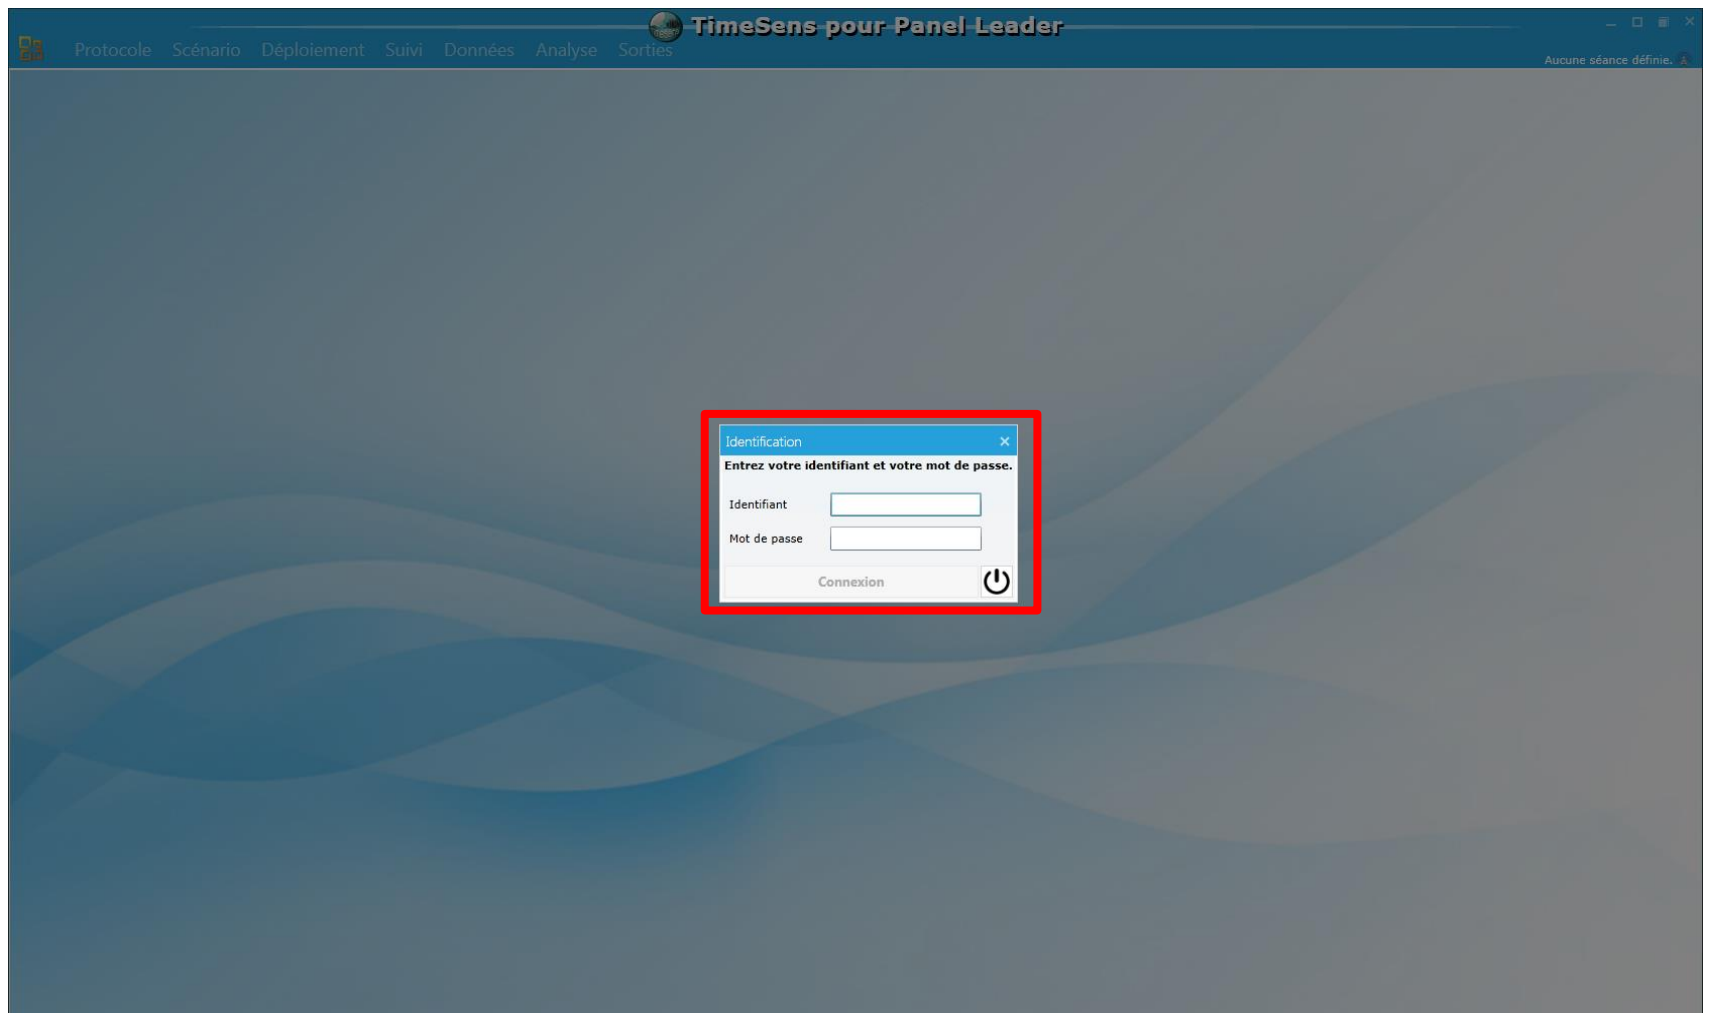 TimeSens pour Panel Leader
Protocole Scénario Déploiement Suivi Données Analyse Sorties
Aucune séance définie.
Identification
Entrez votre identifiant et votre mot de passe.
Identifiant
Mot de passe
Connexion